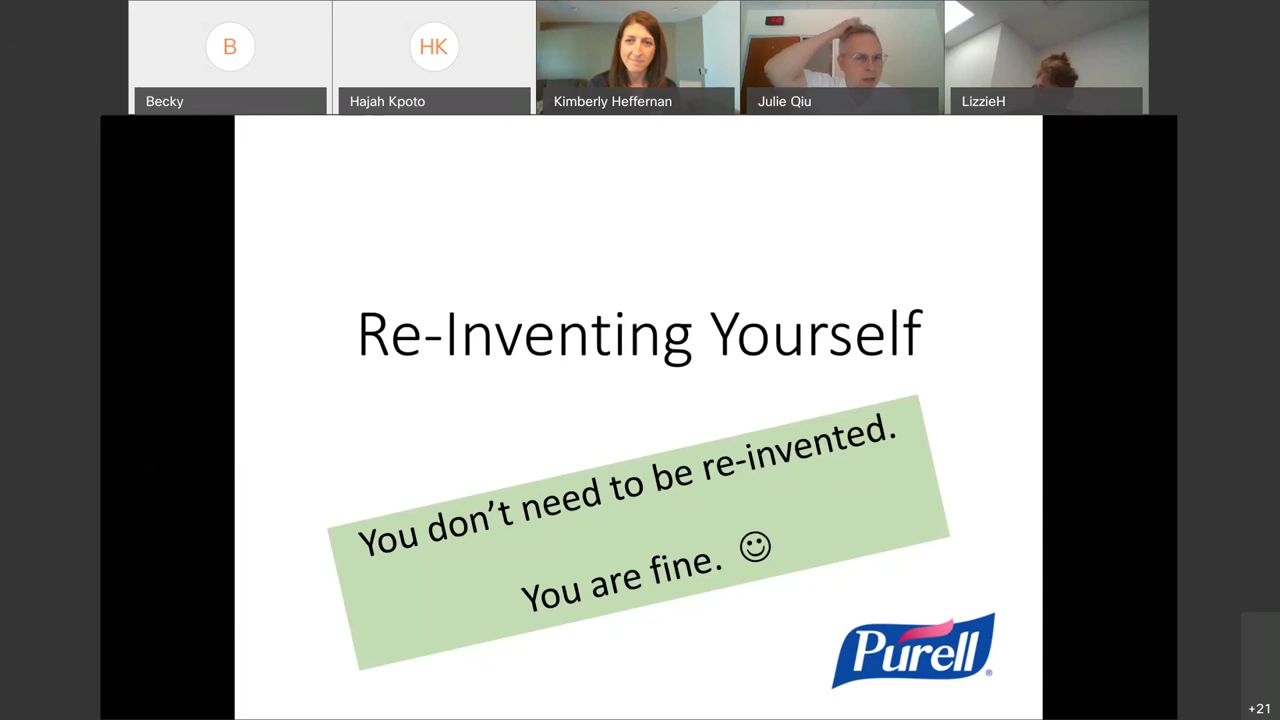 B
HK
Becky
Hajah Kpoto
Kimberly Heffernan
Julie Qiu
LizzieH
Re-Inventing Yourself
You don’t need to be re-invented.
You are fine. ☺
Purell®
+21